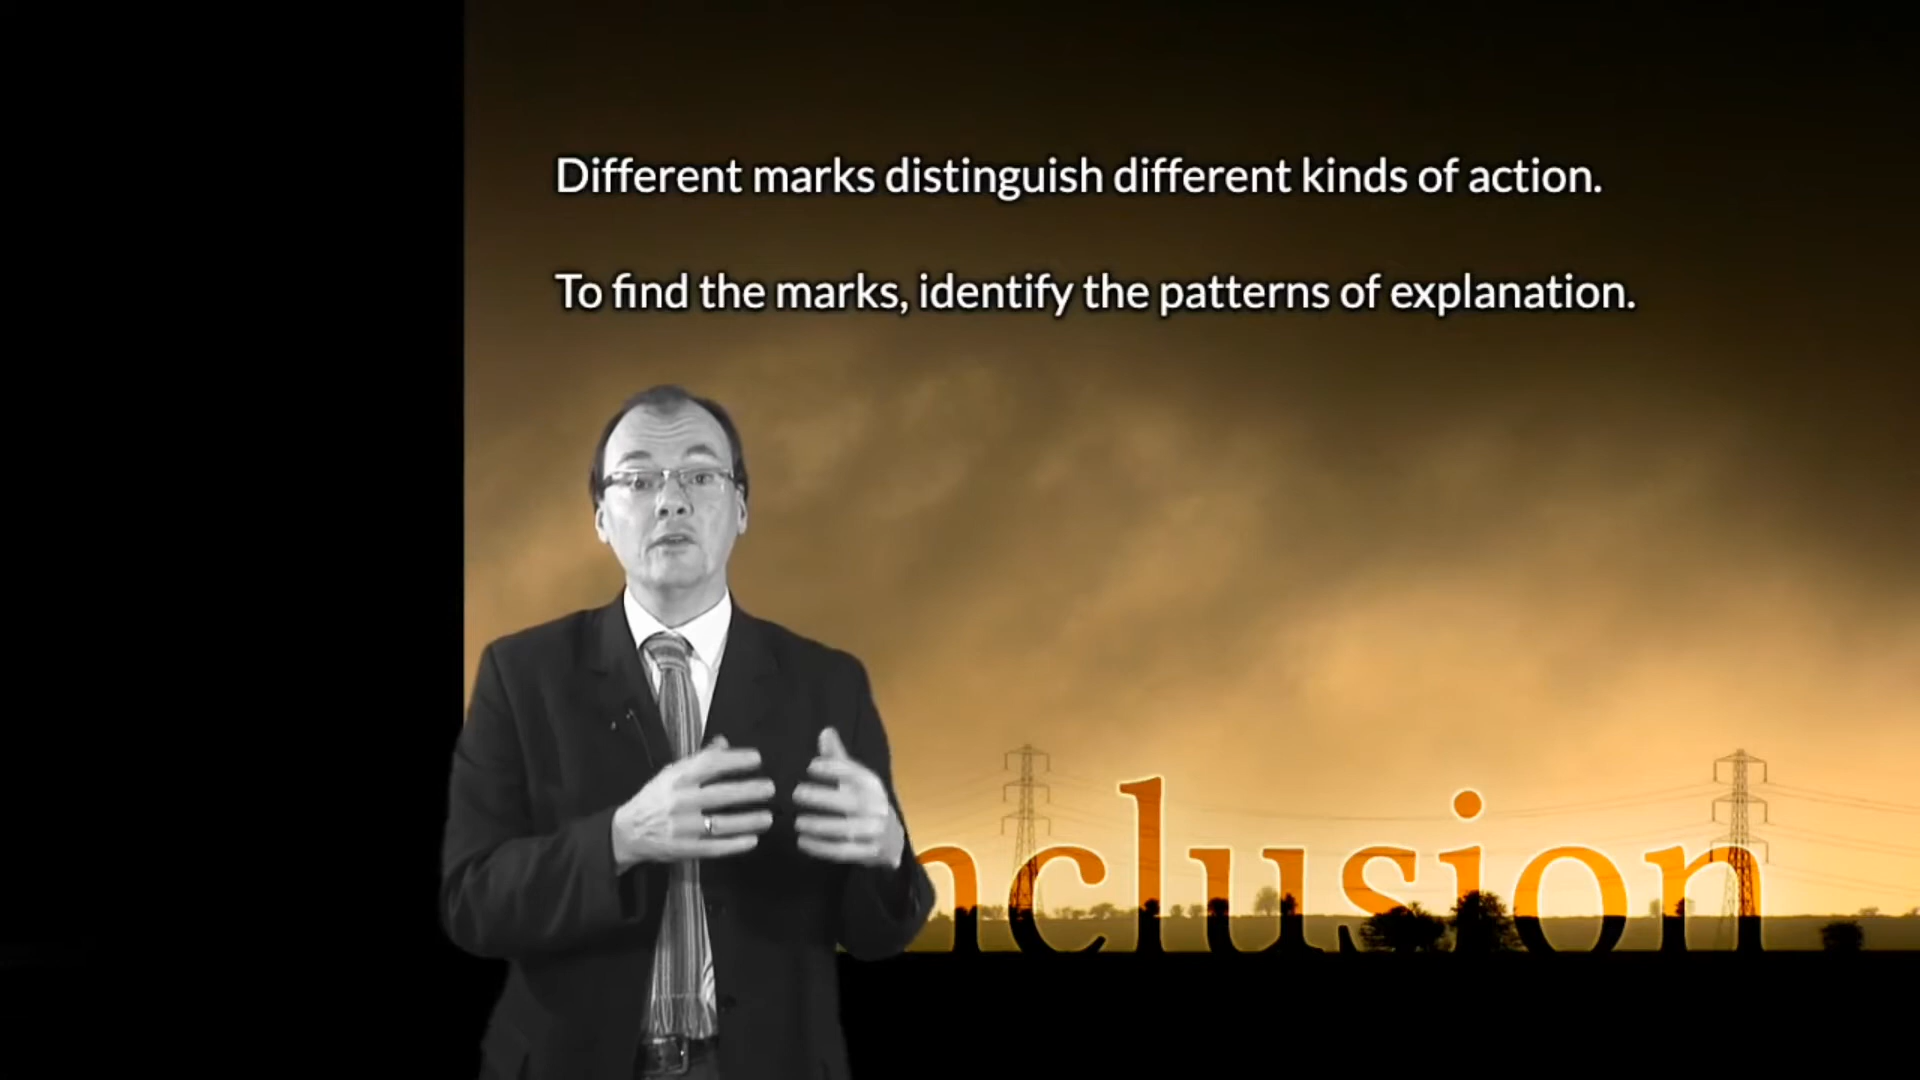 Different marks distinguish different kinds of action.
To find the marks, identify the patterns of explanation.
nclusion